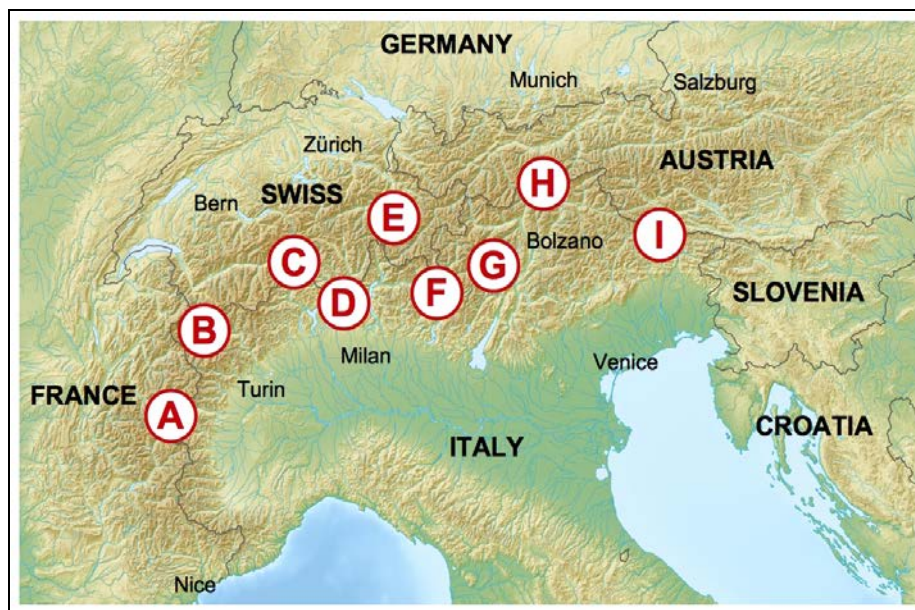 GERMANY
Munich
Salzburg
Zürich
AUSTRIA
H
Bern
SWISS
E
Bolzano
I
C
G
D
F
SLOVENIA
B
Milan
Venice
FRANCE
Turin
A
CROATIA
ITALY
Nice